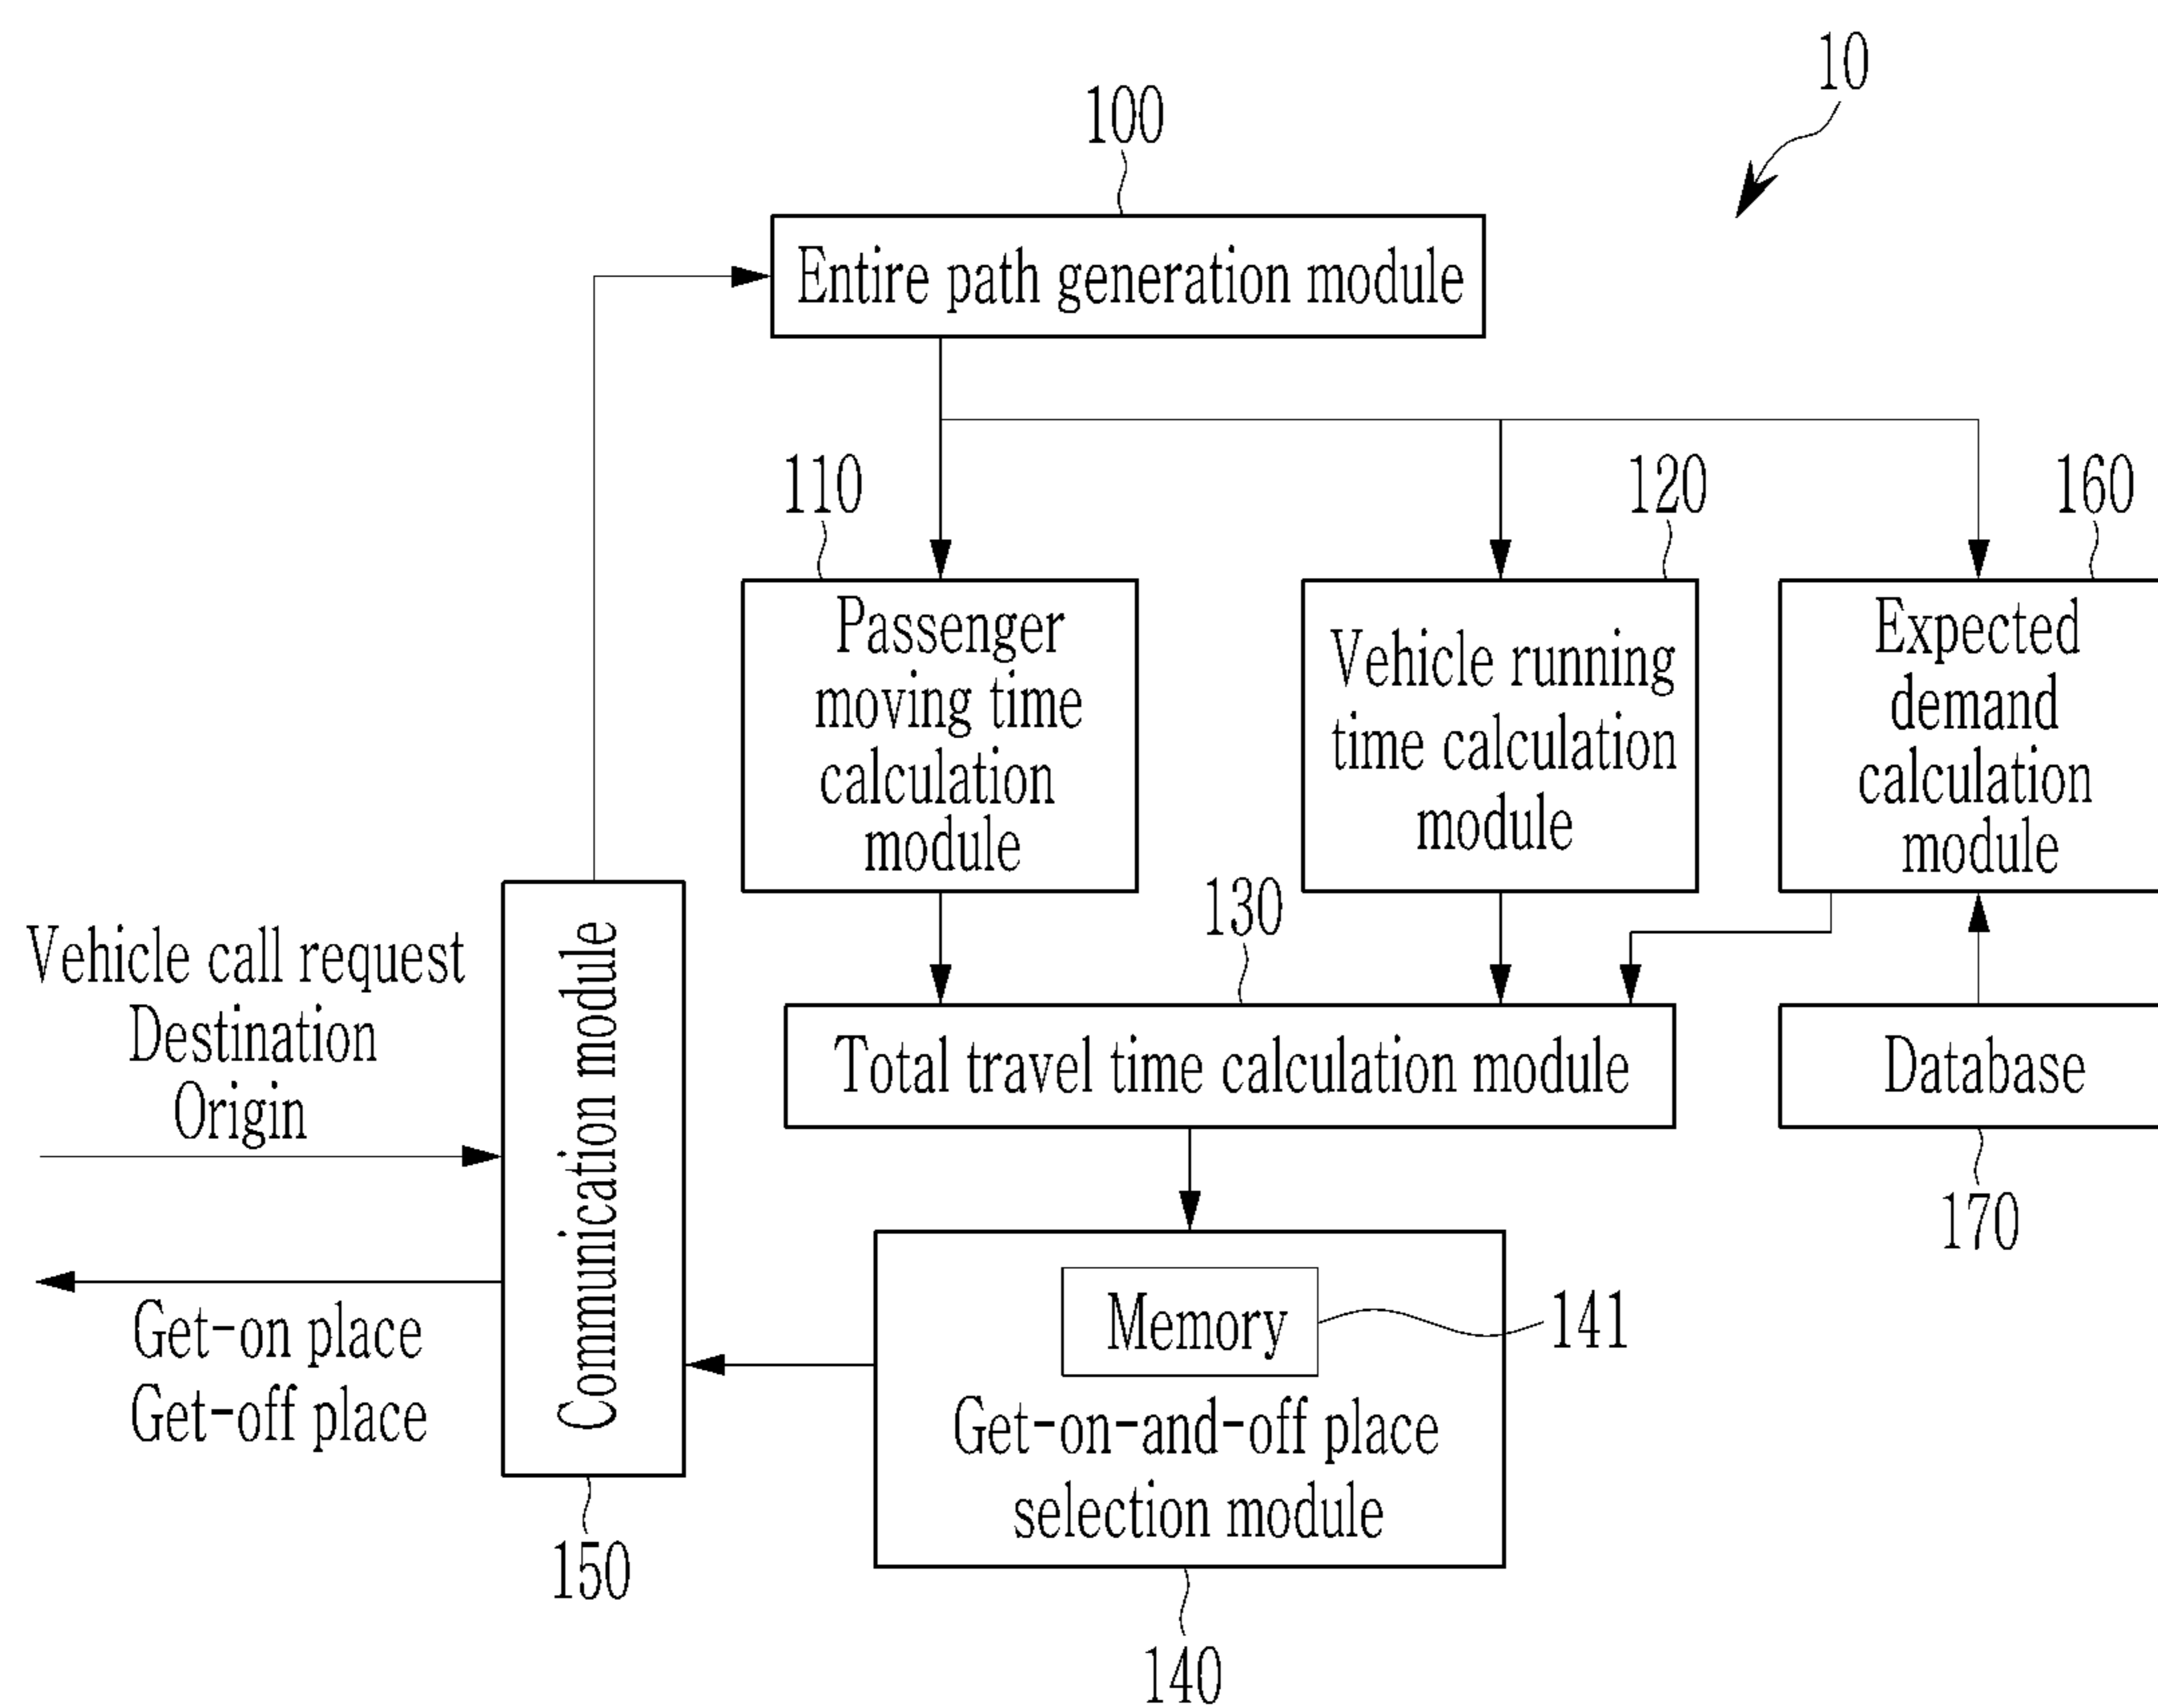 10
100
Entire path generation module
110
120
160
Passenger
moving time
calculation
module
Vehicle running
time calculation
module
Expected
demand
calculation
module
130
Vehicle call request
Destination
Origin
Communication module
Total travel time calculation module
Database
170
Get-on place
Get-off place
Memory
141
Get-on-and-off place
selection module
150
140